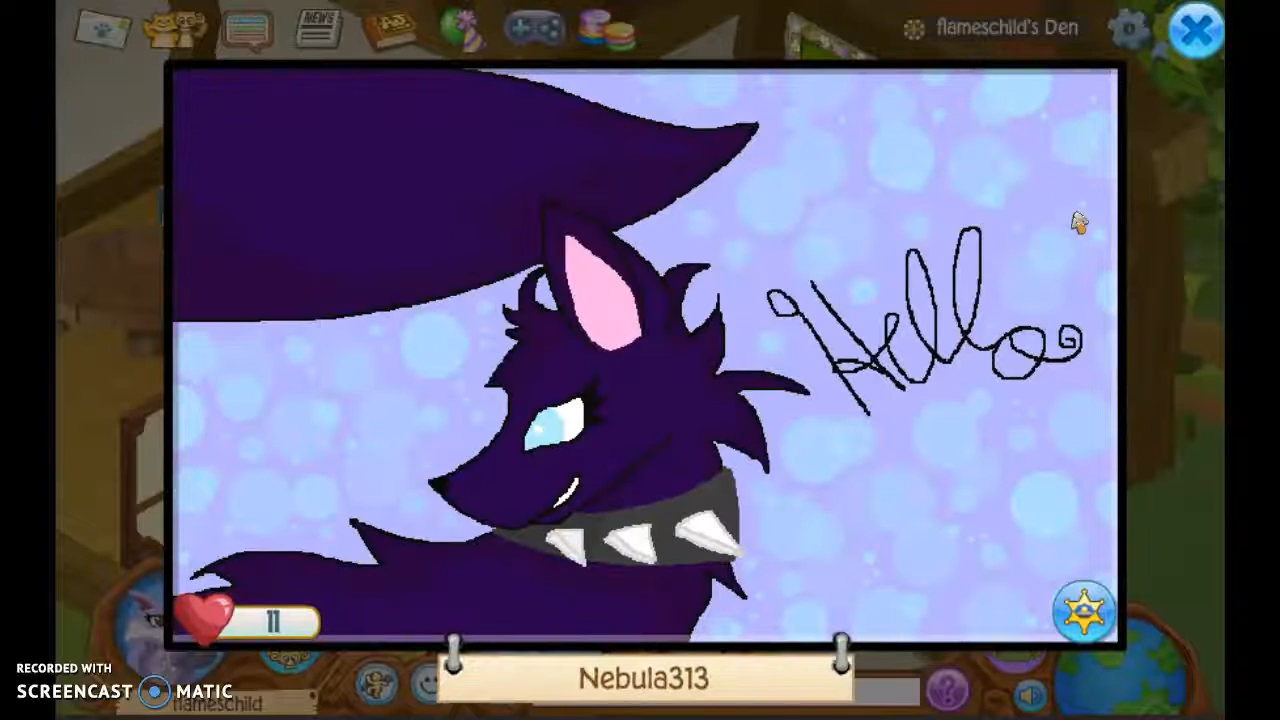 NEWS
flameschild's Den
Hello
11
Nebula313
RECORDED WITH
SCREENCAST MATIC
flameschild
?